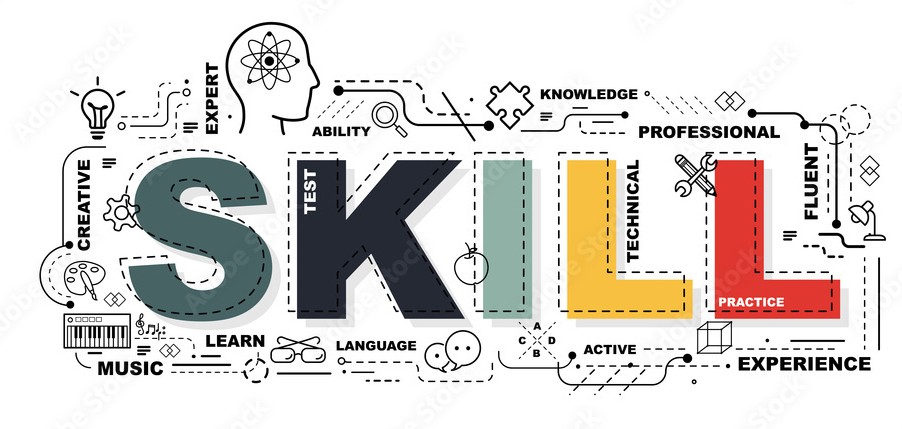 EXPERT
ABILITY
KNOWLEDGE
PROFESSIONAL
CREATIVE
SKILL
TEST
TECHNICAL
FLUENT
PRACTICE
LEARN
MUSIC
LANGUAGE
A
C D
B
ACTIVE
EXPERIENCE
Adobe Stock